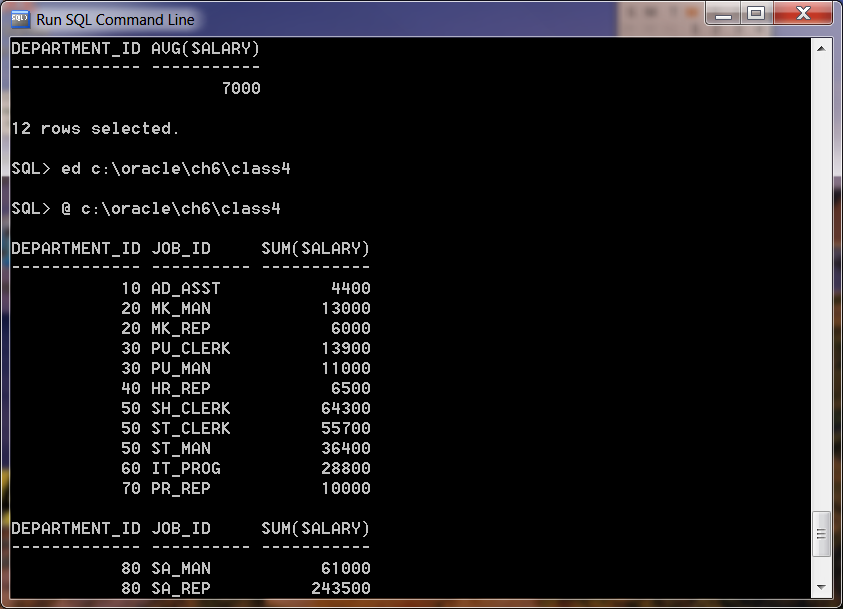 Run SQL Command Line
DEPARTMENT_ID AVG(SALARY)
------------- -----------
                     7000

12 rows selected.

SQL> ed c:\oracle\ch6\class4

SQL> @ c:\oracle\ch6\class4

DEPARTMENT_ID JOB_ID     SUM(SALARY)
------------- ---------- -----------
           10 AD_ASST           4400
           20 MK_MAN           13000
           20 MK_REP            6000
           30 PU_CLERK         13900
           30 PU_MAN           11000
           40 HR_REP            6500
           50 SH_CLERK         64300
           50 ST_CLERK         55700
           50 ST_MAN           36400
           60 IT_PROG          28800
           70 PR_REP           10000

DEPARTMENT_ID JOB_ID     SUM(SALARY)
------------- ---------- -----------
           80 SA_MAN           61000
           80 SA_REP          243500